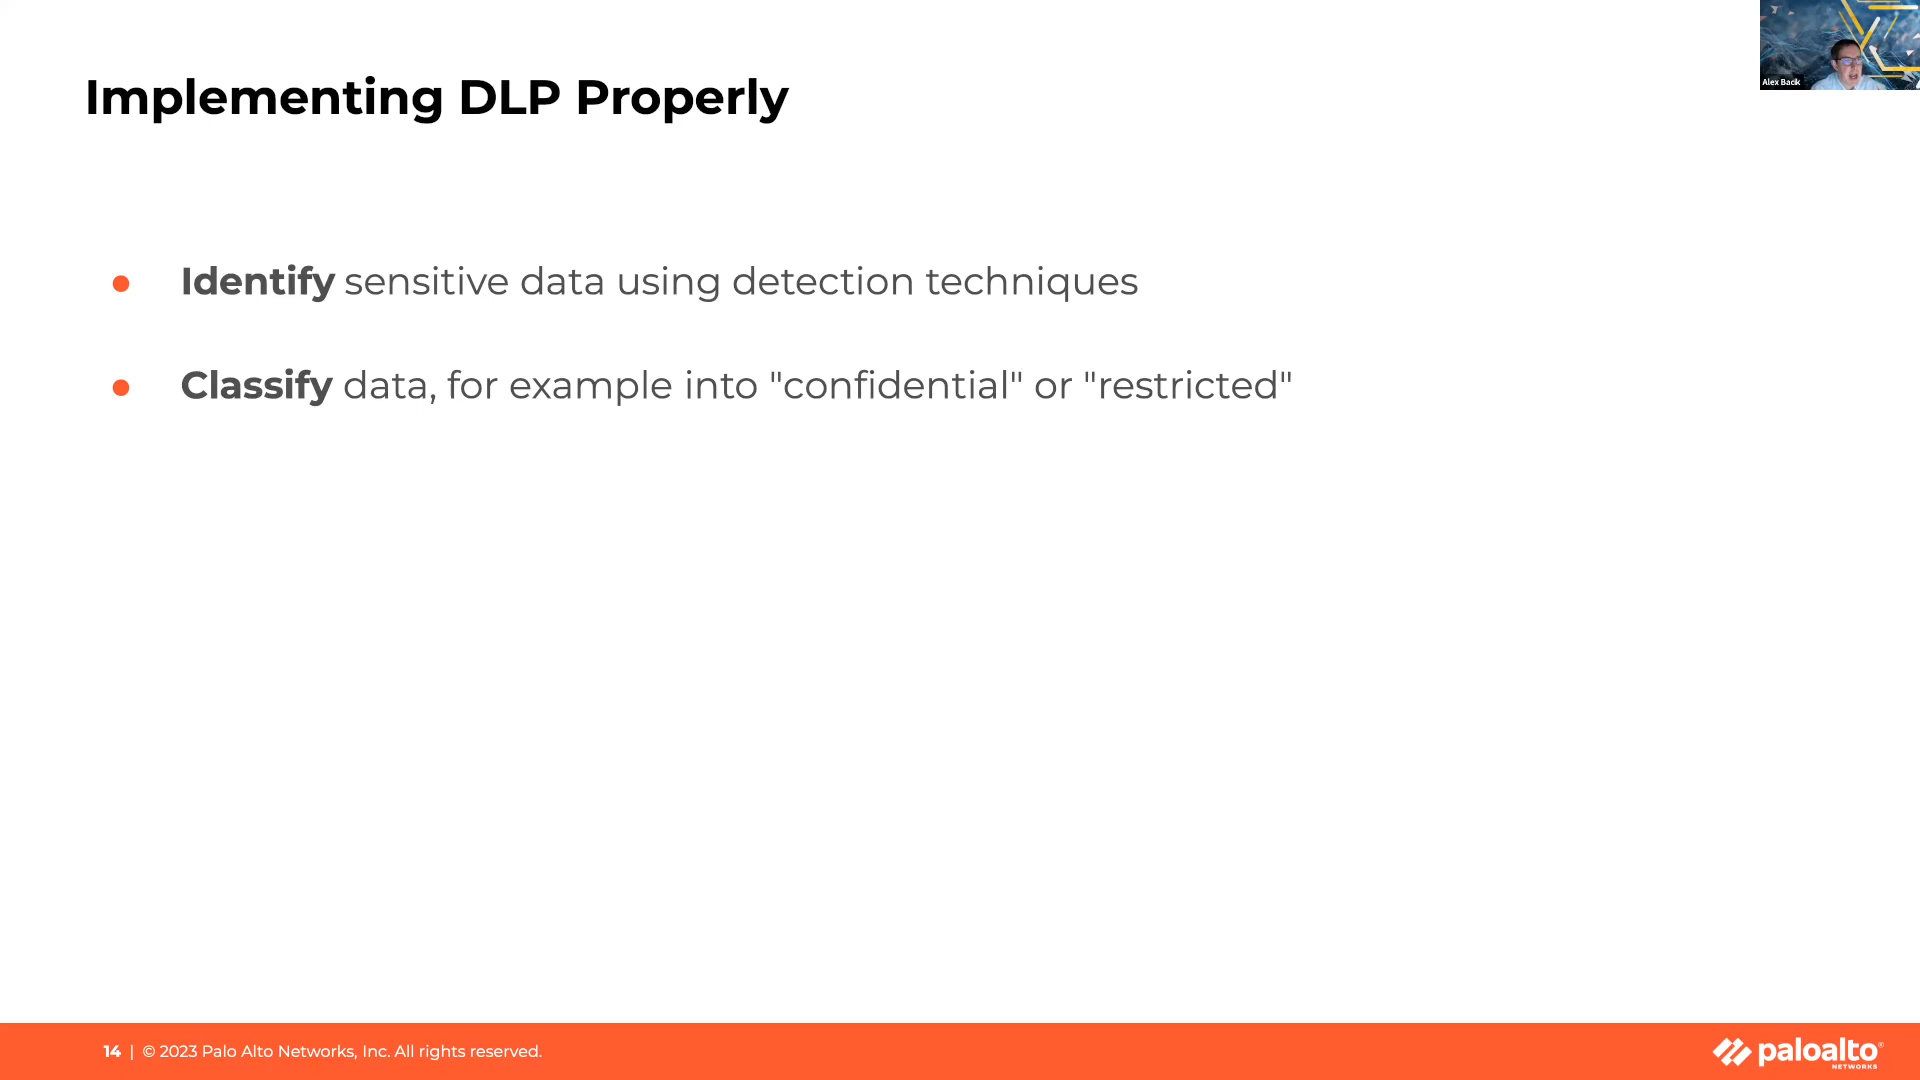 Alex Back
Implementing DLP Properly
● Identify sensitive data using detection techniques
● Classify data, for example into "confidential" or "restricted"
14 | © 2023 Palo Alto Networks, Inc. All rights reserved.
paloalto®
NETWORKS